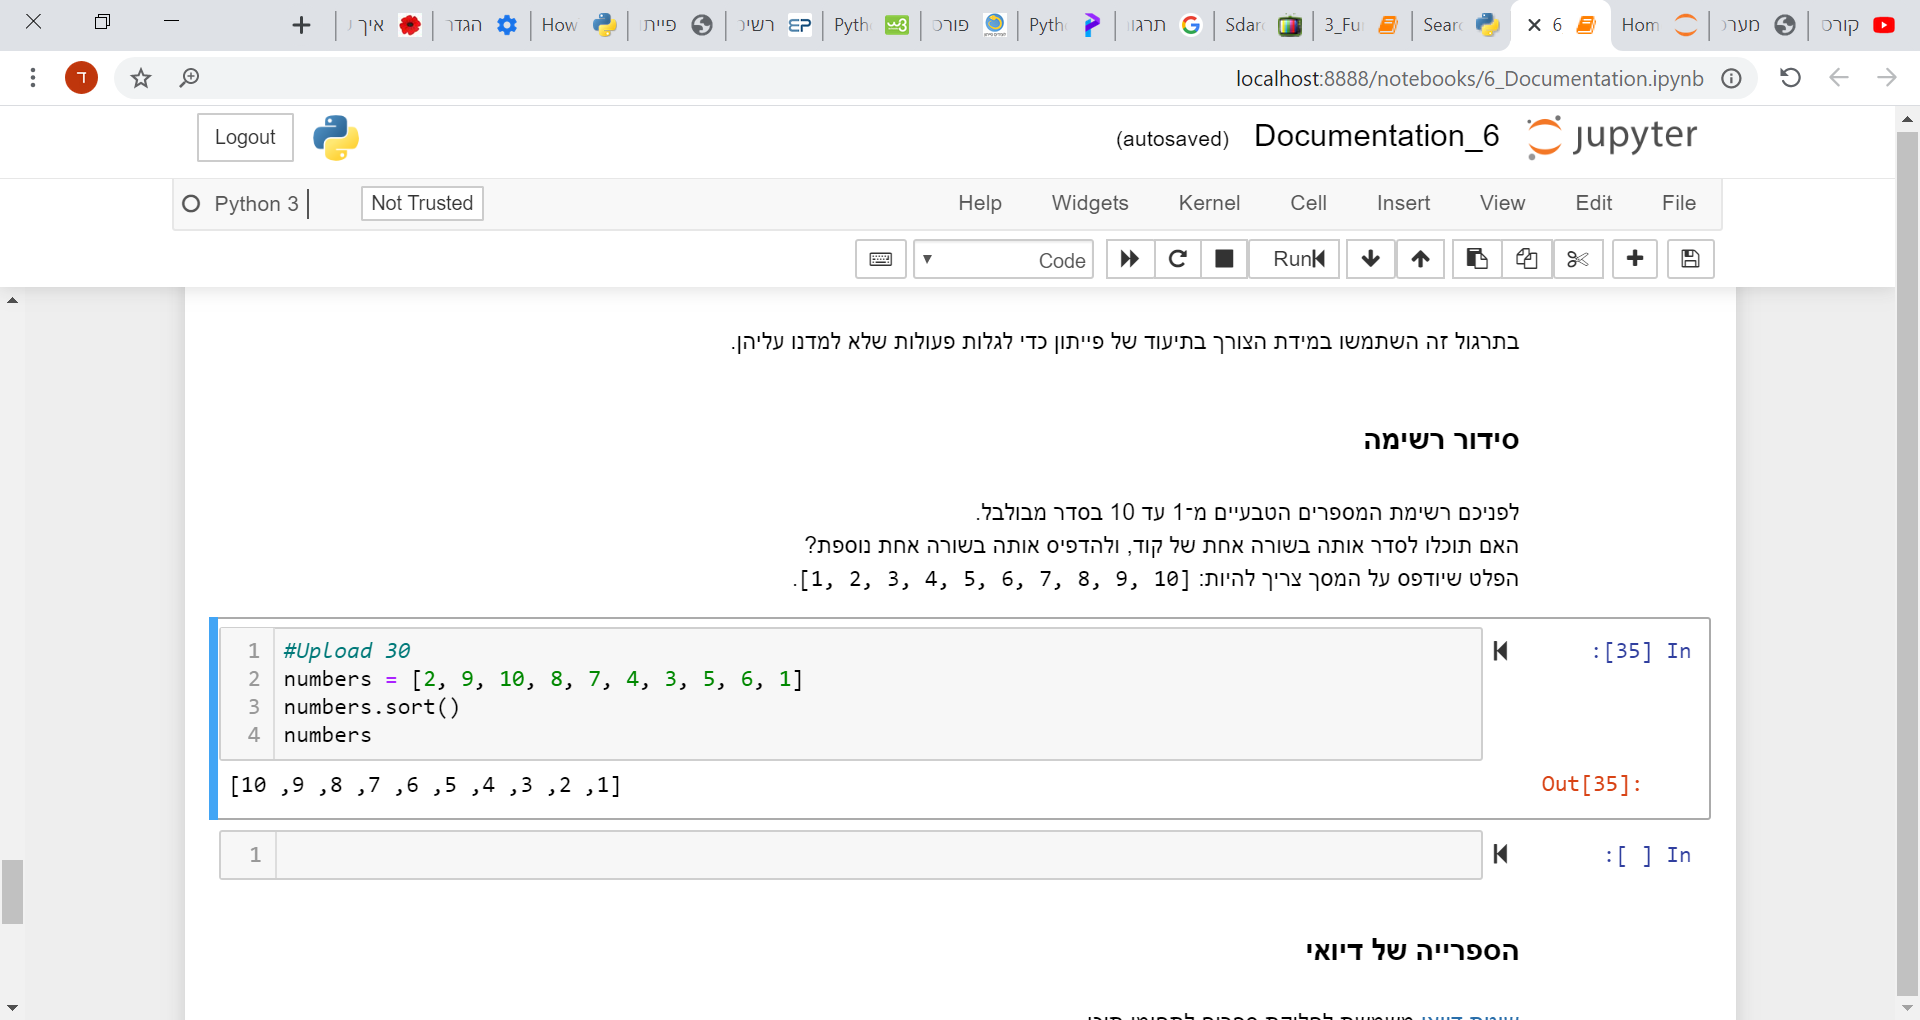 קורס
מערכ
Hom
6
Sear
3_Fu
Sdar
תרגו
Pyth
פורס
Pyth
רשי
פיית
How
הגדר
איך
localhost:8888/notebooks/6_Documentation.ipynb
ד
jupyter Documentation_6 (autosaved)
Logout
File Edit View Insert Cell Kernel Widgets Help
Not Trusted
Python 3
Run
Code
בתרגול זה השתמשו במידת הצורך בתיעוד של פייתון כדי לגלות פעולות שלא למדנו עליהן.
סידור רשימה
לפניכם רשימת המספרים הטבעיים מ־1 עד 10 בסדר מבולבל.
האם תוכלו לסדר אותה בשורה אחת של קוד, ולהדפיס אותה בשורה אחת נוספת?
הפלט שיודפס על המסך צריך להיות: [1, 2, 3, 4, 5, 6, 7, 8, 9, 10].
In [35]:
1 #Upload 30
2 numbers = [2, 9, 10, 8, 7, 4, 3, 5, 6, 1]
3 numbers.sort()
4 numbers
Out[35]:
[10 ,9 ,8 ,7 ,6 ,5 ,4 ,3 ,2 ,1]
In [ ]:
1
הספרייה של דיואי